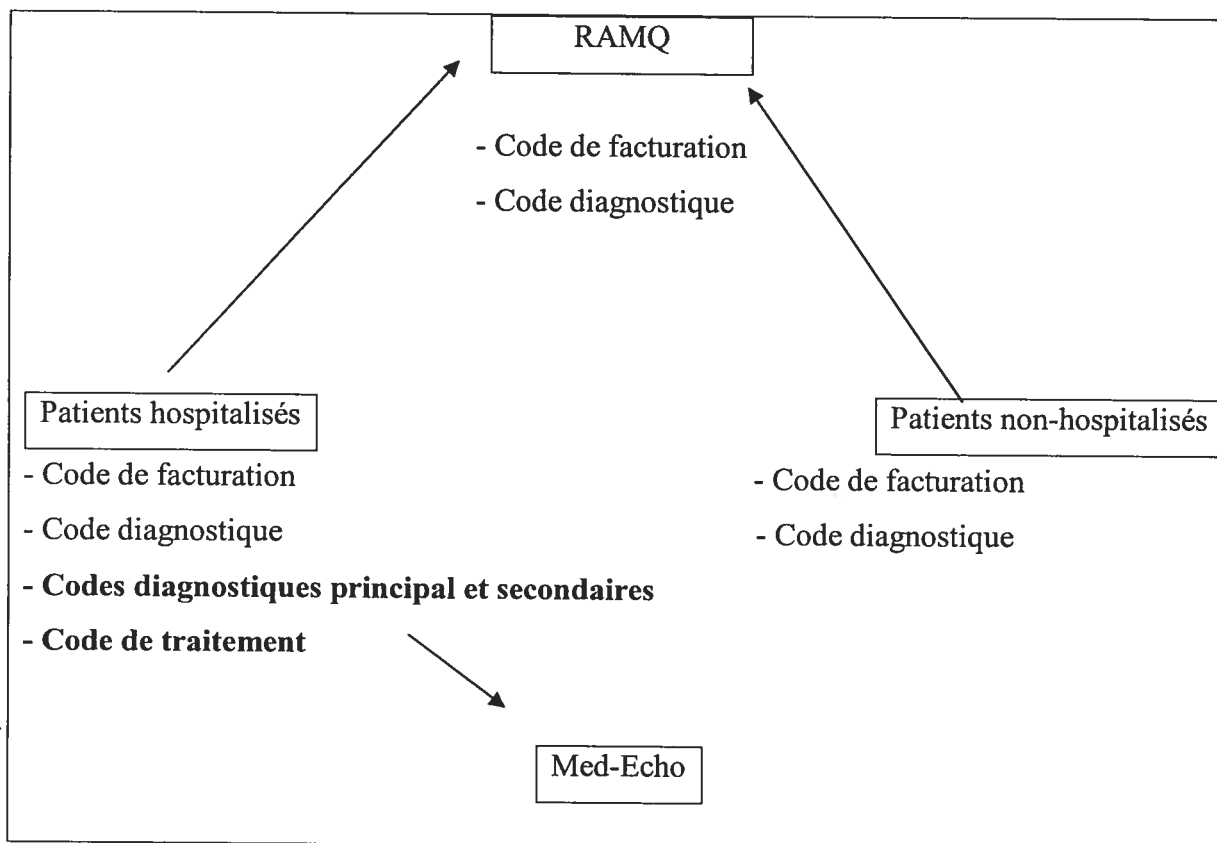 RAMQ
- Code de facturation
- Code diagnostique
Patients hospitalisés
- Code de facturation
- Code diagnostique
- Codes diagnostiques principal et secondaires
- Code de traitement
Patients non-hospitalisés
- Code de facturation
- Code diagnostique
Med-Echo